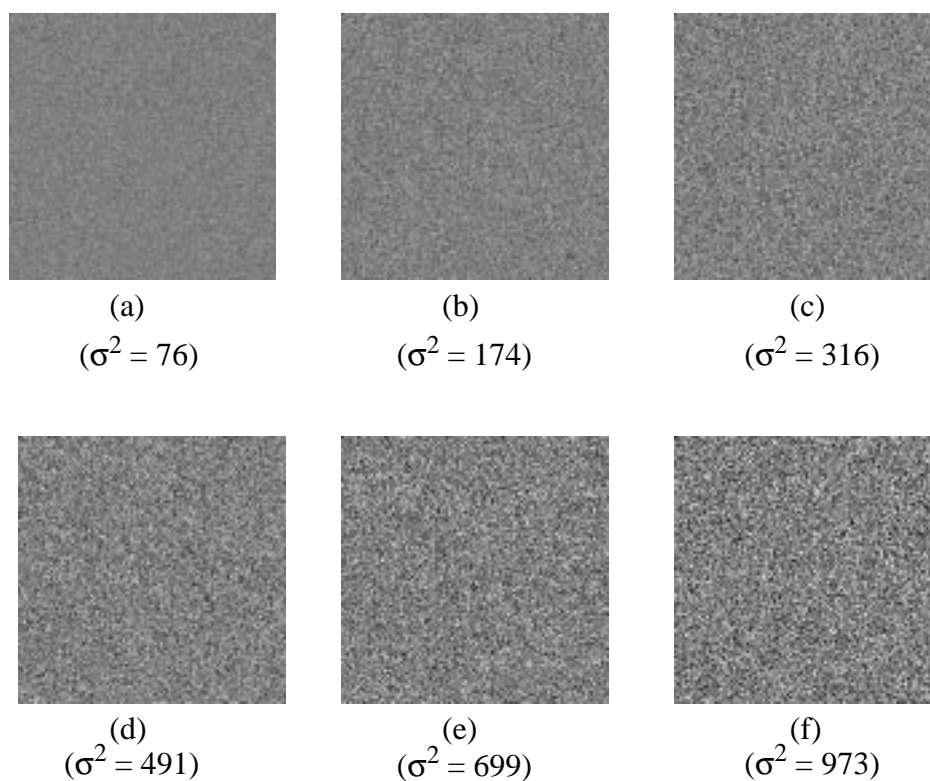 (a)
(σ² = 76)
(b)
(σ² = 174)
(c)
(σ² = 316)
(d)
(σ² = 491)
(e)
(σ² = 699)
(f)
(σ² = 973)